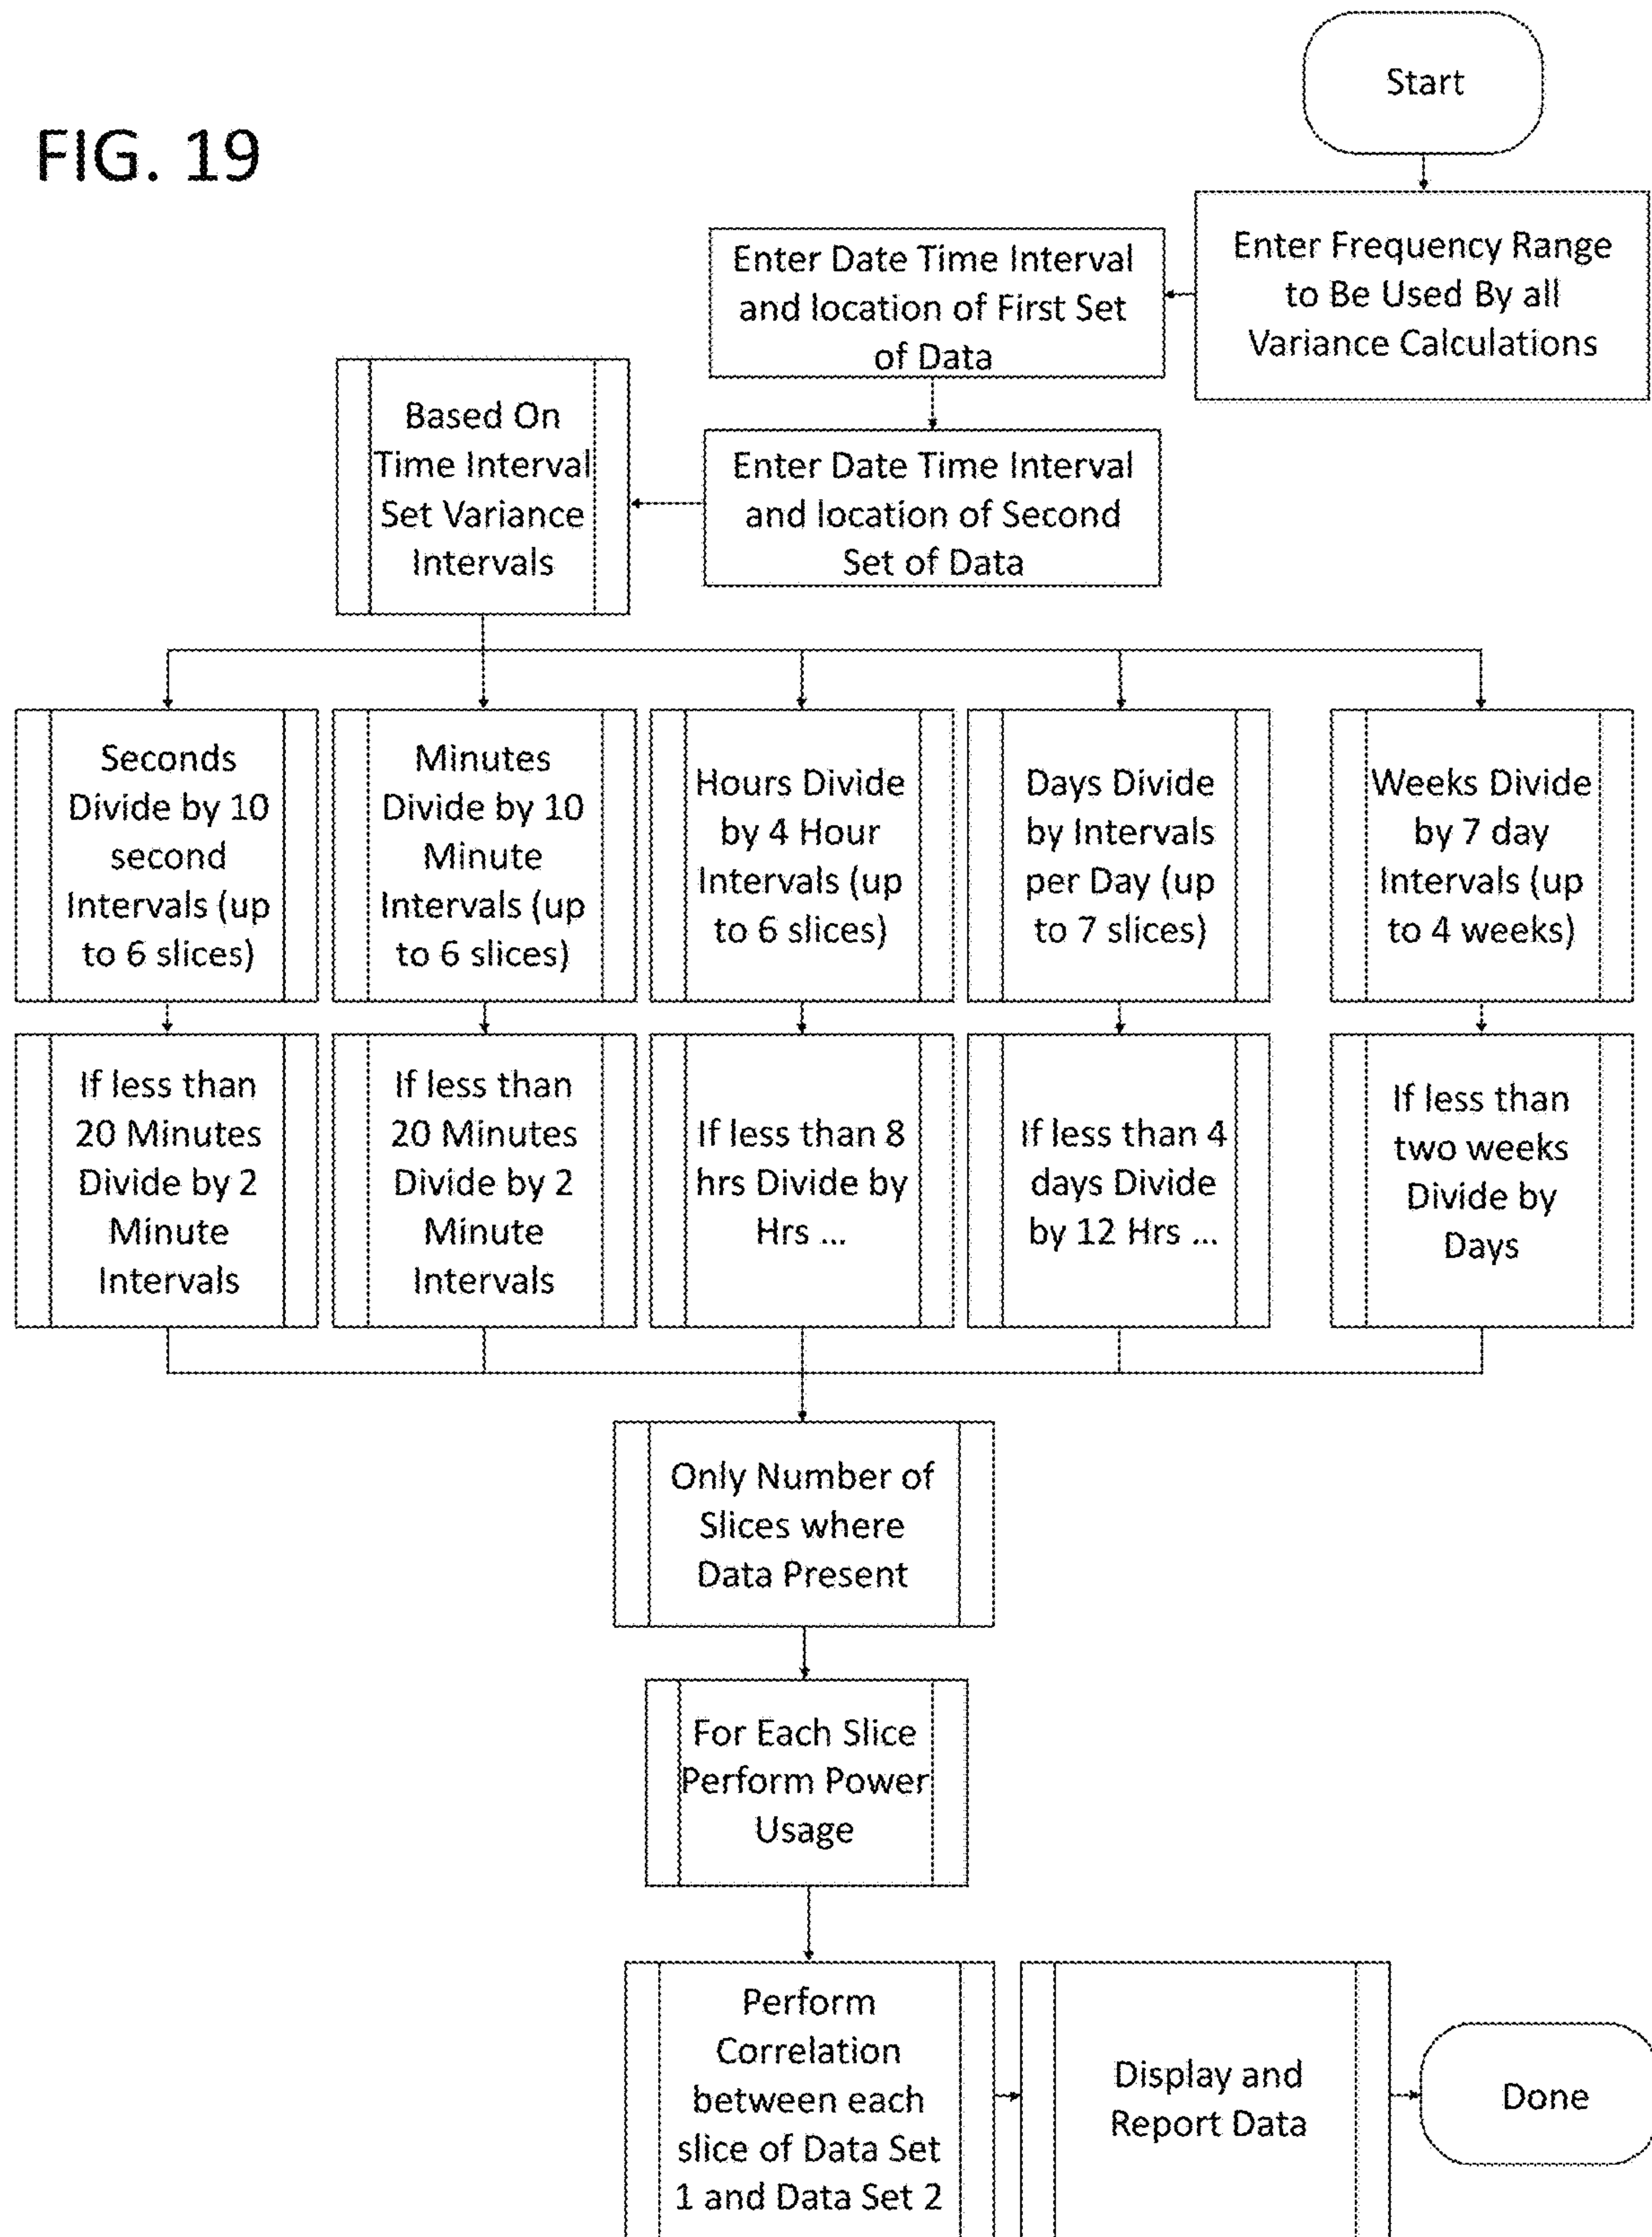 FIG. 19
Start
Enter Frequency Range
to Be Used By all
Variance Calculations
Enter Date Time Interval
and location of First Set
of Data
Enter Date Time Interval
and location of Second
Set of Data
Based On
Time Interval
Set Variance
Intervals
Seconds
Divide by 10
second
Intervals (up
to 6 slices)
Minutes
Divide by 10
Minute
Intervals (up
to 6 slices)
Hours Divide
by 4 Hour
Intervals (up
to 6 slices)
Days Divide
by Intervals
per Day (up
to 7 slices)
Weeks Divide
by 7 day
Intervals (up
to 4 weeks)
If less than
20 Minutes
Divide by 2
Minute
Intervals
If less than
20 Minutes
Divide by 2
Minute
Intervals
If less than 8
hrs Divide by
Hrs ...
If less than 4
days Divide
by 12 Hrs ...
If less than
two weeks
Divide by
Days
Only Number of
Slices where
Data Present
For Each Slice
Perform Power
Usage
Perform
Correlation
between each
slice of Data Set
1 and Data Set 2
Display and
Report Data
Done